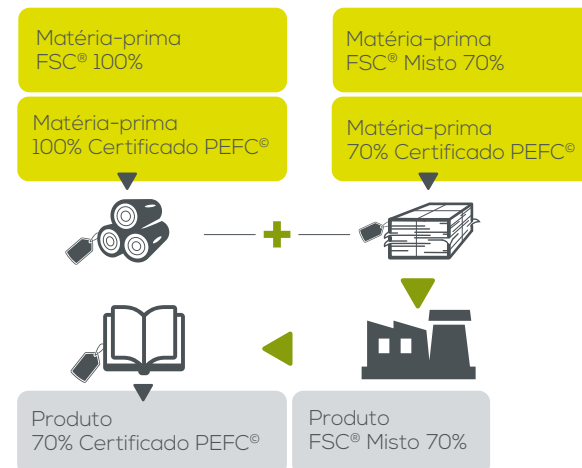 Matéria-prima
FSC® 100%
Matéria-prima
FSC® Misto 70%
Matéria-prima
100% Certificado PEFC©
Matéria-prima
70% Certificado PEFC©
Produto
70% Certificado PEFC©
Produto
FSC® Misto 70%